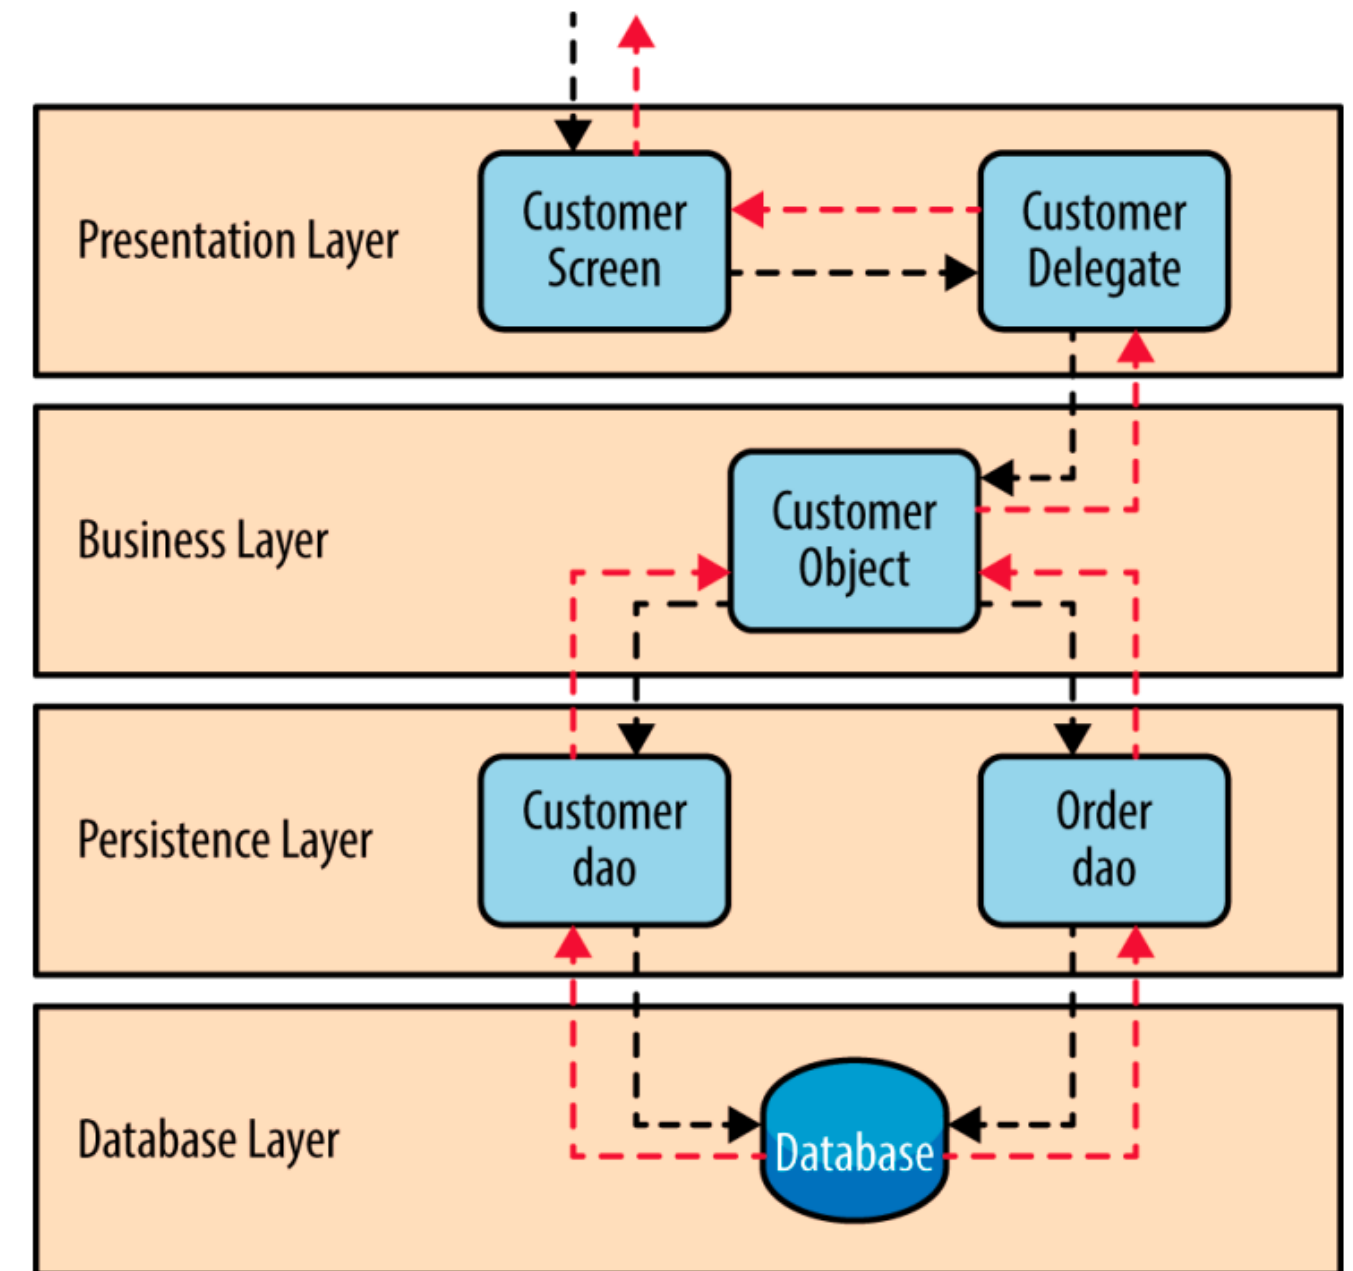 Presentation Layer
Customer
Screen
Customer
Delegate
Business Layer
Customer
Object
Persistence Layer
Customer
dao
Order
dao
Database Layer
Database